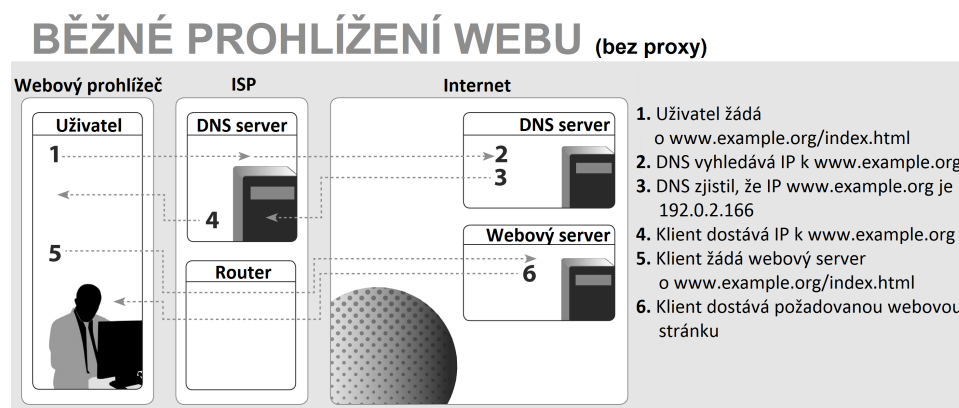 BĚŽNÉ PROHLÍŽENÍ WEBU (bez proxy)
Webový prohlížeč
ISP
Internet
Uživatel
DNS server
DNS server
1
2
3
4
Webový server
5
6
Router
1. Uživatel žádá
o www.example.org/index.html
2. DNS vyhledává IP k www.example.org
3. DNS zjistil, že IP www.example.org je
192.0.2.166
4. Klient dostává IP k www.example.org
5. Klient žádá webový server
o www.example.org/index.html
6. Klient dostává požadovanou webovou
stránku